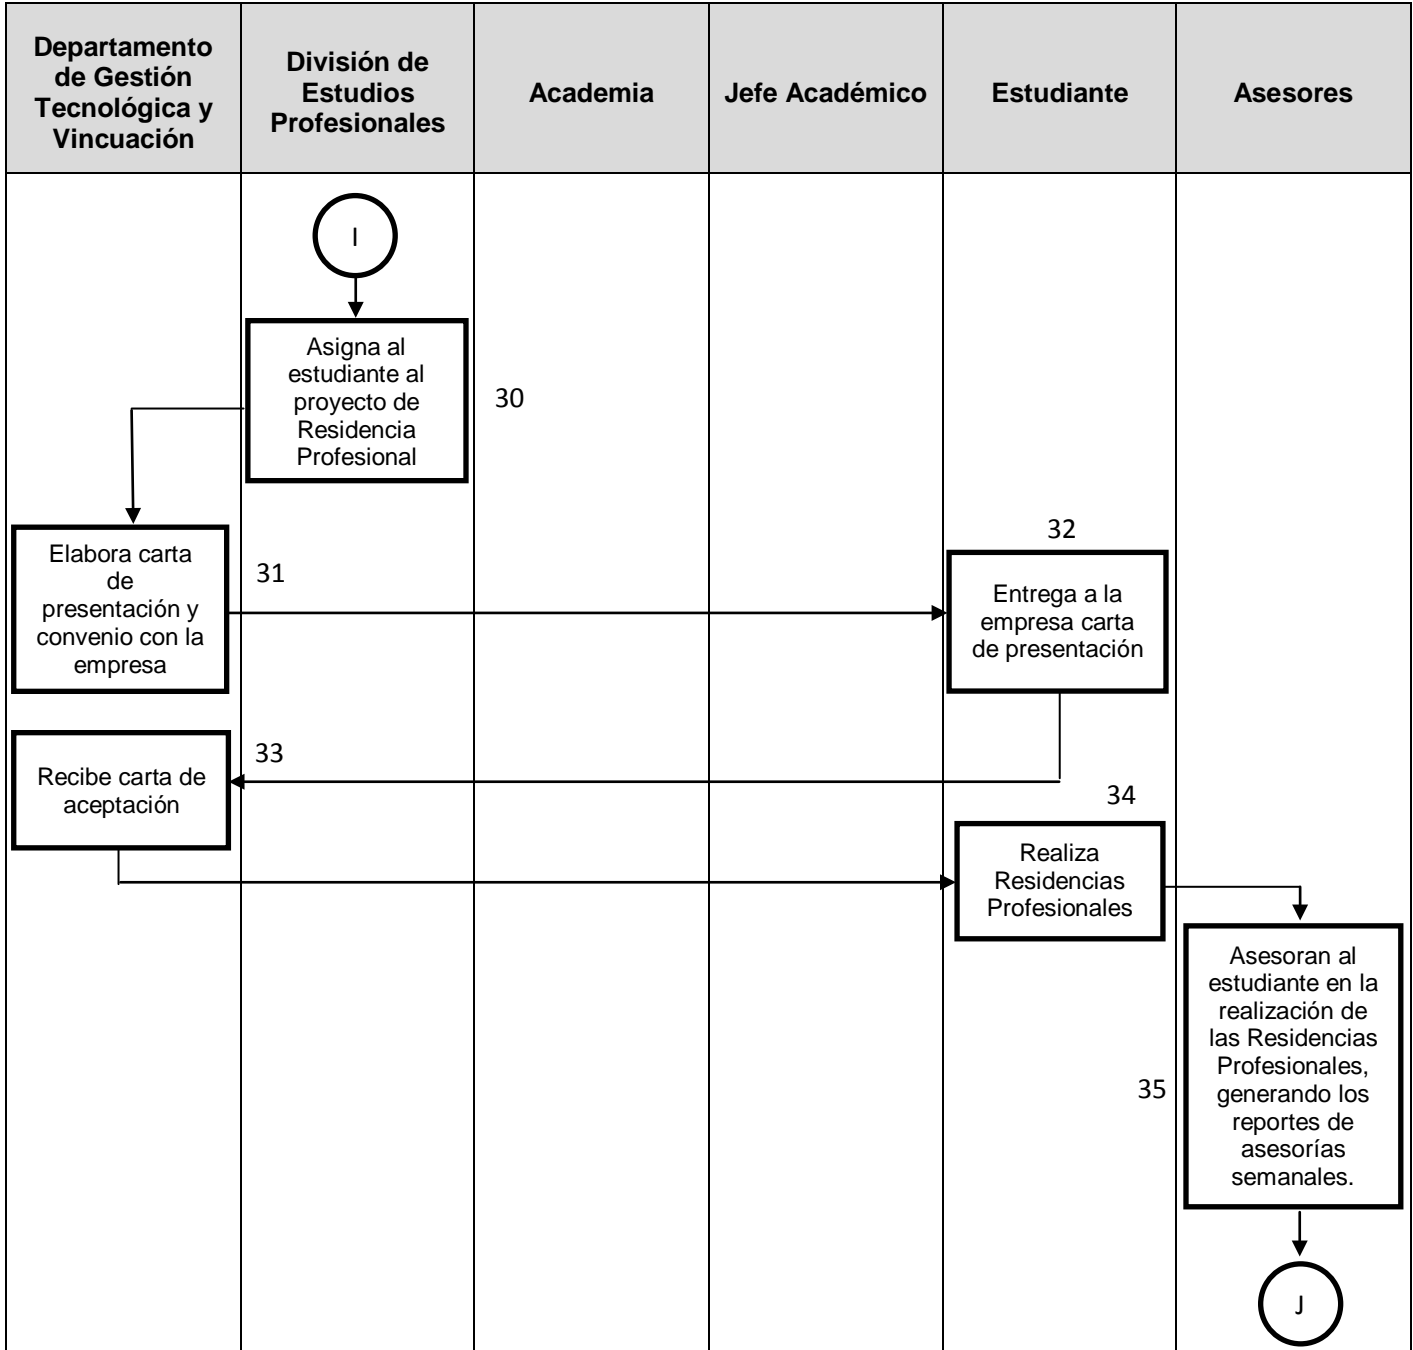 Departamento
de Gestión
Tecnológica y
Vincuación
División de
Estudios
Profesionales
Academia
Jefe Académico
Estudiante
Asesores
I
Asigna al
estudiante al
proyecto de
Residencia
Profesional
30
Elabora carta
de
presentación y
convenio con la
empresa
31
32
Entrega a la
empresa carta
de presentación
Recibe carta de
aceptación
33
34
Realiza
Residencias
Profesionales
Asesoran al
estudiante en la
realización de
las Residencias
Profesionales,
generando los
reportes de
asesorías
semanales.
35
J